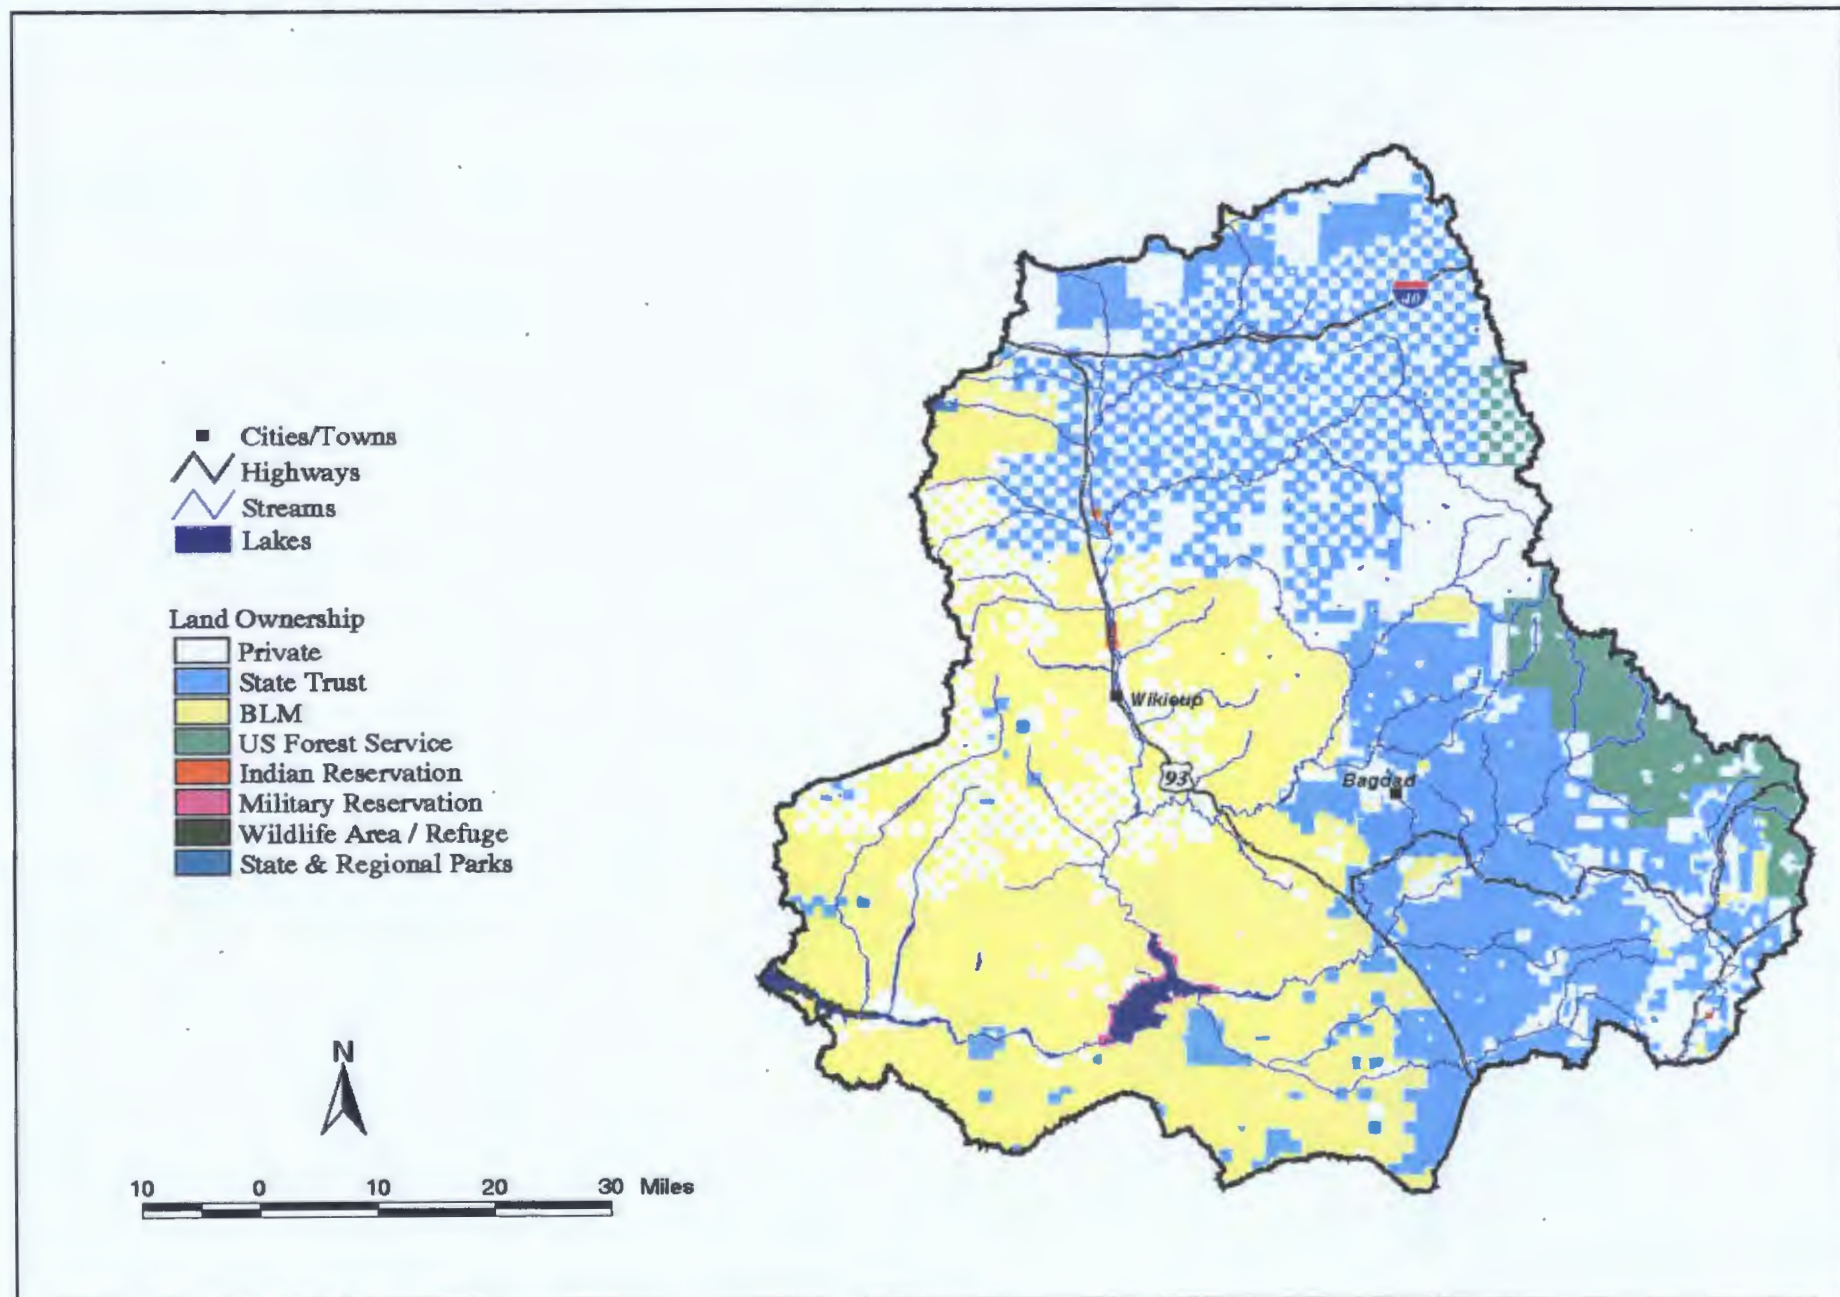 40
Cities/Towns
Highways
Streams
Lakes
Land Ownership
Private
State Trust
BLM
US Forest Service
Indian Reservation
Military Reservation
Wildlife Area / Refuge
State & Regional Parks
Wikieup
93
Bagdad
N
10 0 10 20 30 Miles